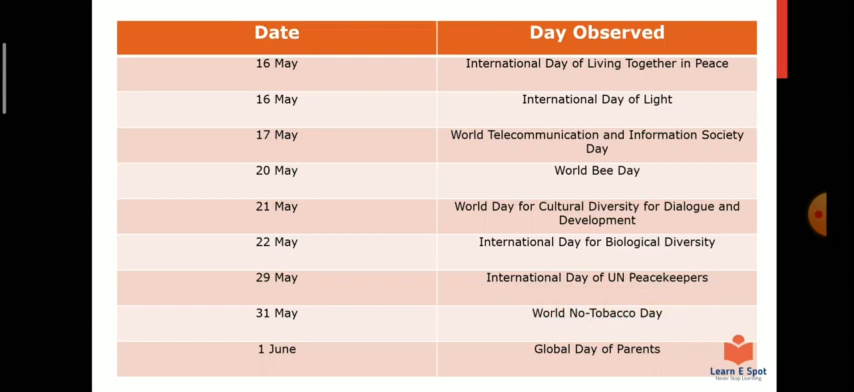 Date Day Observed
16 May International Day of Living Together in Peace
16 May International Day of Light
17 May World Telecommunication and Information Society
Day
20 May World Bee Day
21 May World Day for Cultural Diversity for Dialogue and
Development
22 May International Day for Biological Diversity
29 May International Day of UN Peacekeepers
31 May World No-Tobacco Day
1 June Global Day of Parents
Learn E Spot
Never Stop Learning